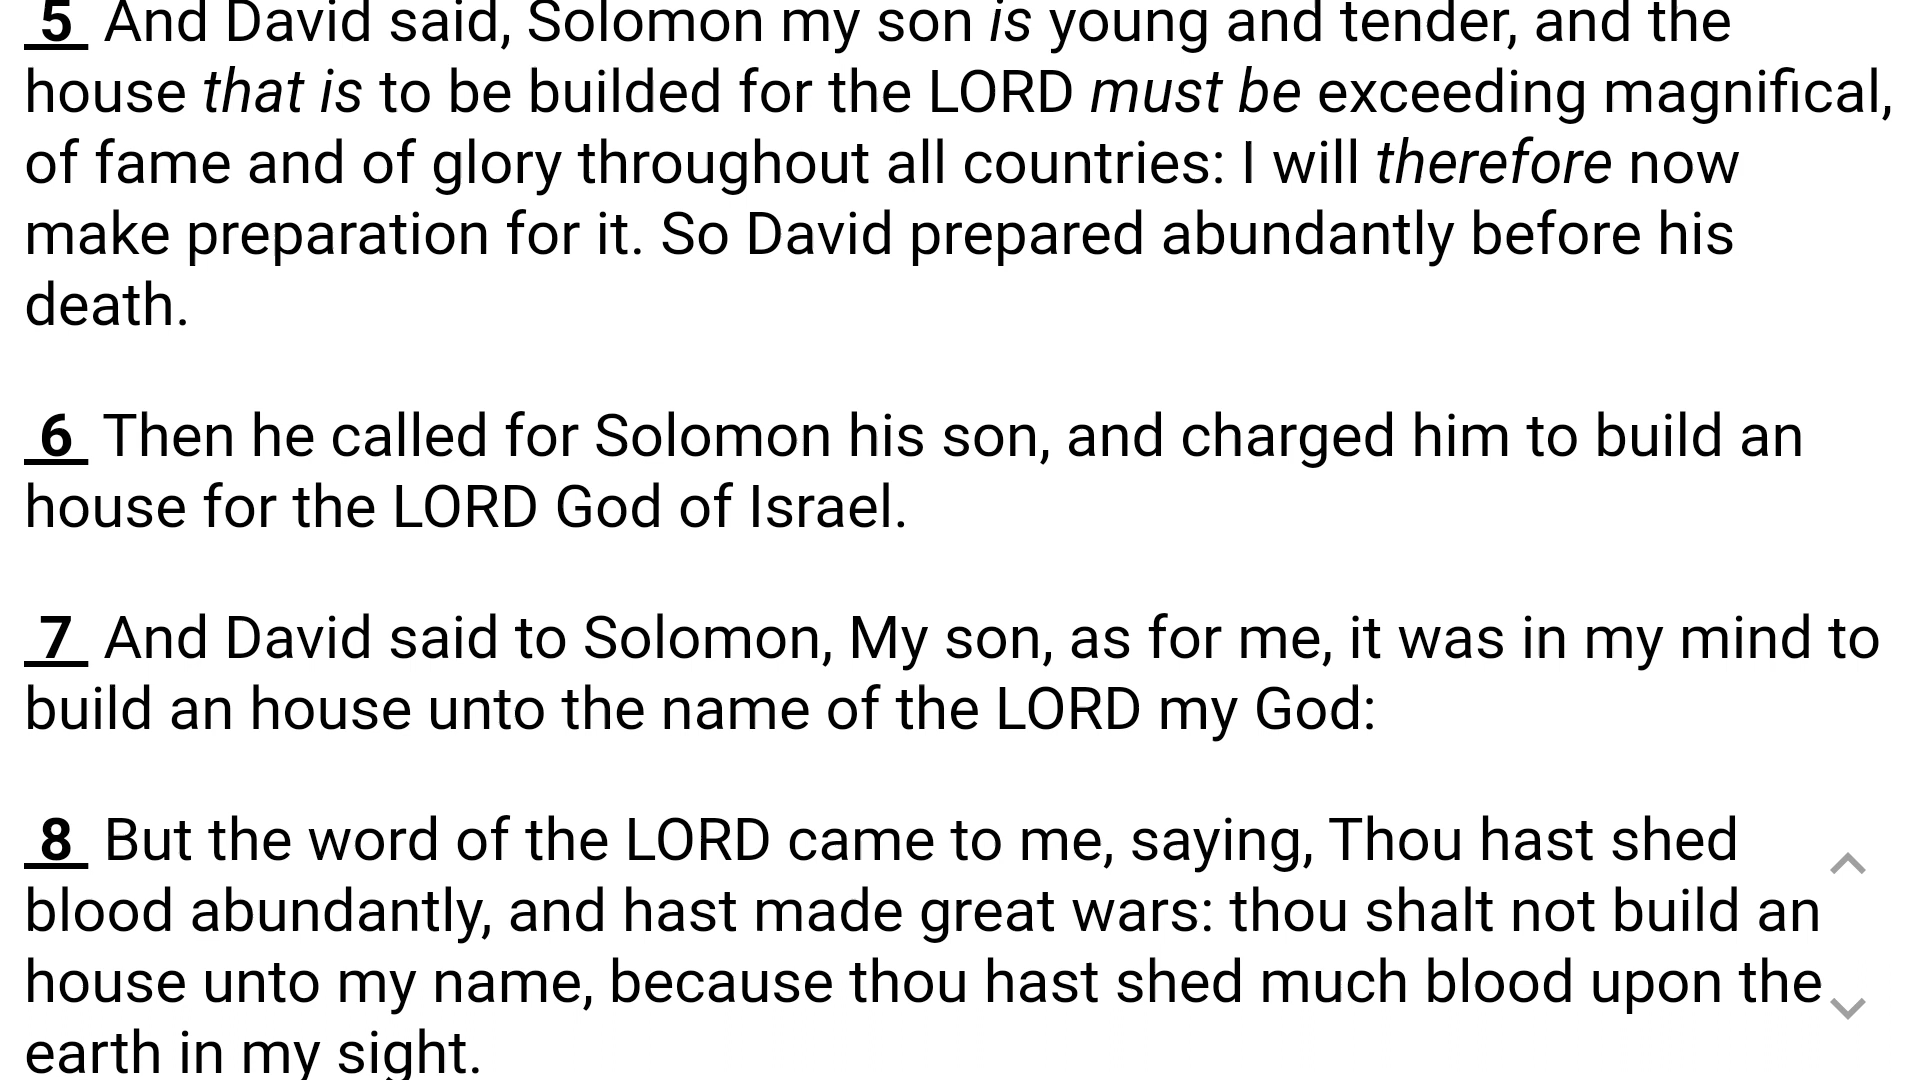 5 And David said, Solomon my son is young and tender, and the
house that is to be builded for the LORD must be exceeding magnifical,
of fame and of glory throughout all countries: I will therefore now
make preparation for it. So David prepared abundantly before his
death.
6 Then he called for Solomon his son, and charged him to build an
house for the LORD God of Israel.
7 And David said to Solomon, My son, as for me, it was in my mind to
build an house unto the name of the LORD my God:
8 But the word of the LORD came to me, saying, Thou hast shed
blood abundantly, and hast made great wars: thou shalt not build an
house unto my name, because thou hast shed much blood upon the
earth in my sight.